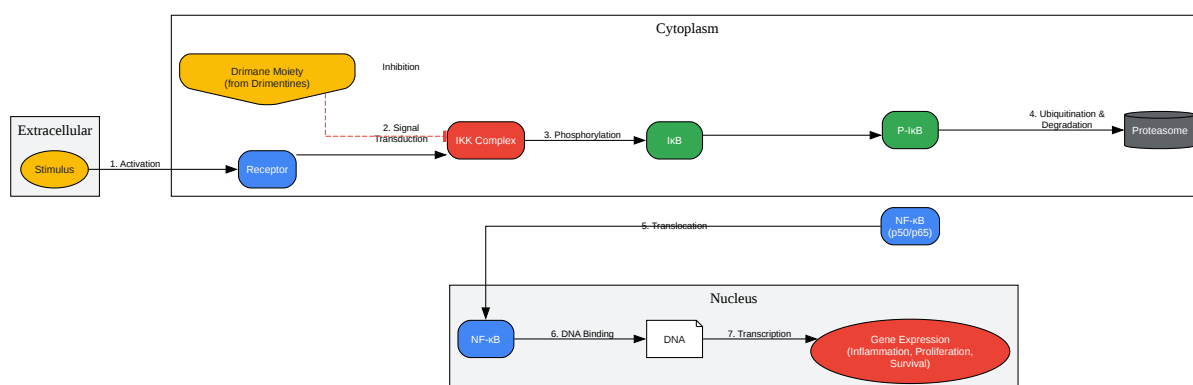 Cytoplasm
Drimane Moiety
(from Drimentines)
Inhibition
Extracellular
Stimulus
1. Activation
Receptor
2. Signal
Transduction
IKK Complex
3. Phosphorylation
IκB
P-IκB
4. Ubiquitination &
Degradation
Proteasome
NF-κB
(p50/p65)
5. Translocation
Nucleus
NF-κB
6. DNA Binding
DNA
7. Transcription
Gene Expression
(Inflammation, Proliferation,
Survival)